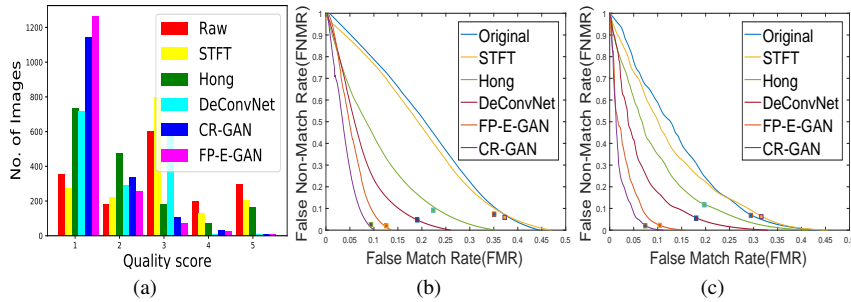 No. of Images
1200
1000
800
600
400
200
0
1 2 3 4 5
Quality score
Raw
STFT
Hong
DeConvNet
CR-GAN
FP-E-GAN
(a)
False Non-Match Rate(FNMR)
1
0.9
0.8
0.7
0.6
0.5
0.4
0.3
0.2
0.1
0
0 0.05 0.1 0.15 0.2 0.25 0.3 0.35 0.4 0.45 0.5
False Match Rate(FMR)
Original
STFT
Hong
DeConvNet
FP-E-GAN
CR-GAN
(b)
False Non-Match Rate(FNMR)
1
0.9
0.8
0.7
0.6
0.5
0.4
0.3
0.2
0.1
0
0 0.05 0.1 0.15 0.2 0.25 0.3 0.35 0.4 0.45 0.5
False Match Rate(FMR)
Original
STFT
Hong
DeConvNet
FP-E-GAN
CR-GAN
(c)